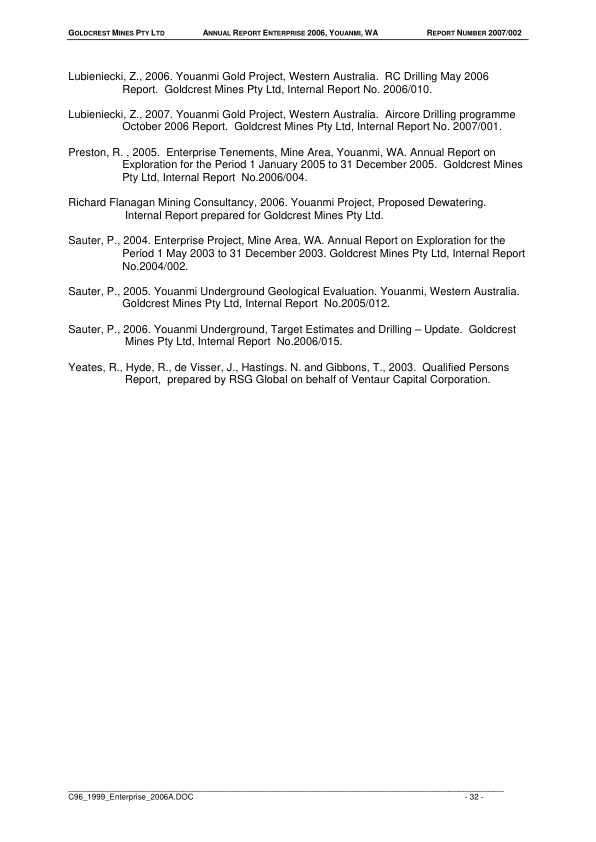 GOLDCREST MINES PTY LTD ANNUAL REPORT ENTERPRISE 2006, YOUANMI, WA REPORT NUMBER 2007/002
Lubieniecki, Z., 2006. Youanmi Gold Project, Western Australia. RC Drilling May 2006
Report. Goldcrest Mines Pty Ltd, Internal Report No. 2006/010.
Lubieniecki, Z., 2007. Youanmi Gold Project, Western Australia. Aircore Drilling programme
October 2006 Report. Goldcrest Mines Pty Ltd, Internal Report No. 2007/001.
Preston, R. , 2005. Enterprise Tenements, Mine Area, Youanmi, WA. Annual Report on
Exploration for the Period 1 January 2005 to 31 December 2005. Goldcrest Mines
Pty Ltd, Internal Report No.2006/004.
Richard Flanagan Mining Consultancy, 2006. Youanmi Project, Proposed Dewatering.
Internal Report prepared for Goldcrest Mines Pty Ltd.
Sauter, P., 2004. Enterprise Project, Mine Area, WA. Annual Report on Exploration for the
Period 1 May 2003 to 31 December 2003. Goldcrest Mines Pty Ltd, Internal Report
No.2004/002.
Sauter, P., 2005. Youanmi Underground Geological Evaluation. Youanmi, Western Australia.
Goldcrest Mines Pty Ltd, Internal Report No.2005/012.
Sauter, P., 2006. Youanmi Underground, Target Estimates and Drilling – Update. Goldcrest
Mines Pty Ltd, Internal Report No.2006/015.
Yeates, R., Hyde, R., de Visser, J., Hastings. N. and Gibbons, T., 2003. Qualified Persons
Report, prepared by RSG Global on behalf of Ventaur Capital Corporation.
C96_1999_Enterprise_2006A.DOC - 32 -